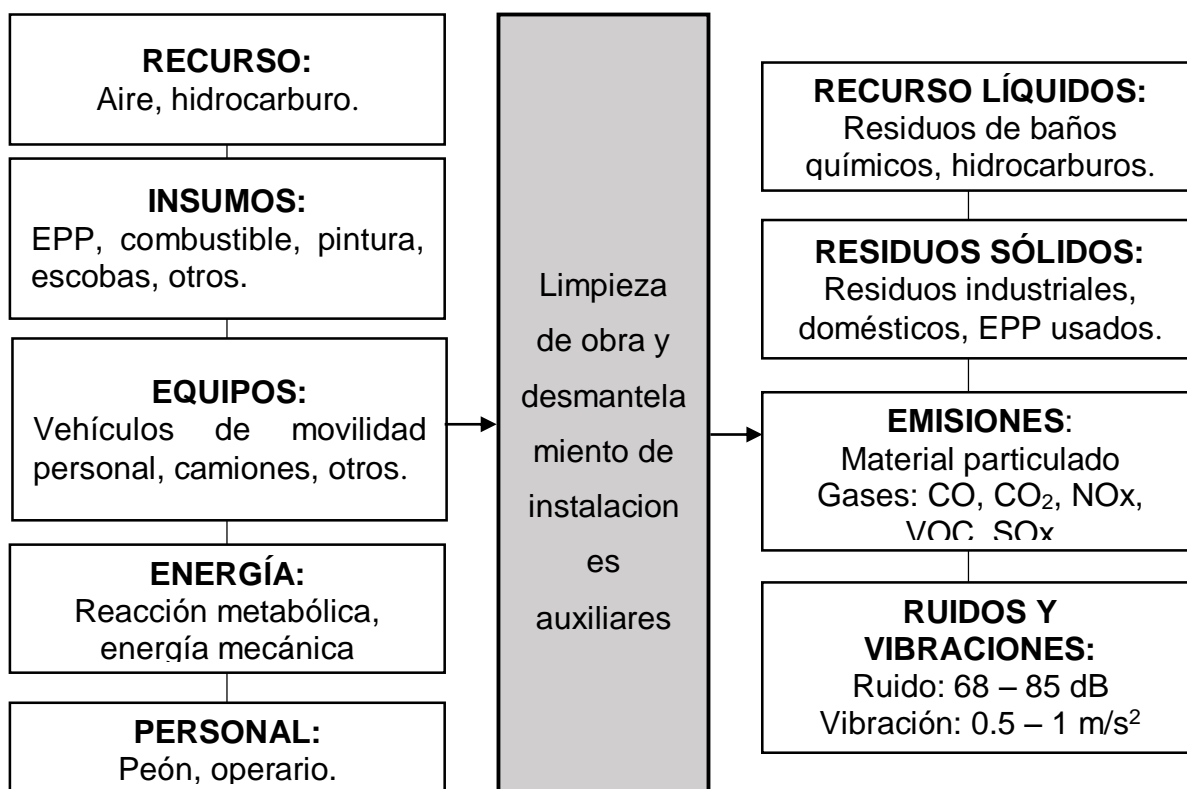 RECURSO:
Aire, hidrocarburo.
INSUMOS:
EPP, combustible, pintura,
escobas, otros.
EQUIPOS:
Vehículos de movilidad
personal, camiones, otros.
ENERGÍA:
Reacción metabólica,
energía mecánica
PERSONAL:
Peón, operario.
Limpieza
de obra y
desmantela
miento de
instalacion
es
auxiliares
RECURSO LÍQUIDOS:
Residuos de baños
químicos, hidrocarburos.
RESIDUOS SÓLIDOS:
Residuos industriales,
domésticos, EPP usados.
EMISIONES:
Material particulado
Gases: CO, CO₂, NOx,
VOC, SOx
RUIDOS Y
VIBRACIONES:
Ruido: 68 – 85 dB
Vibración: 0.5 – 1 m/s²